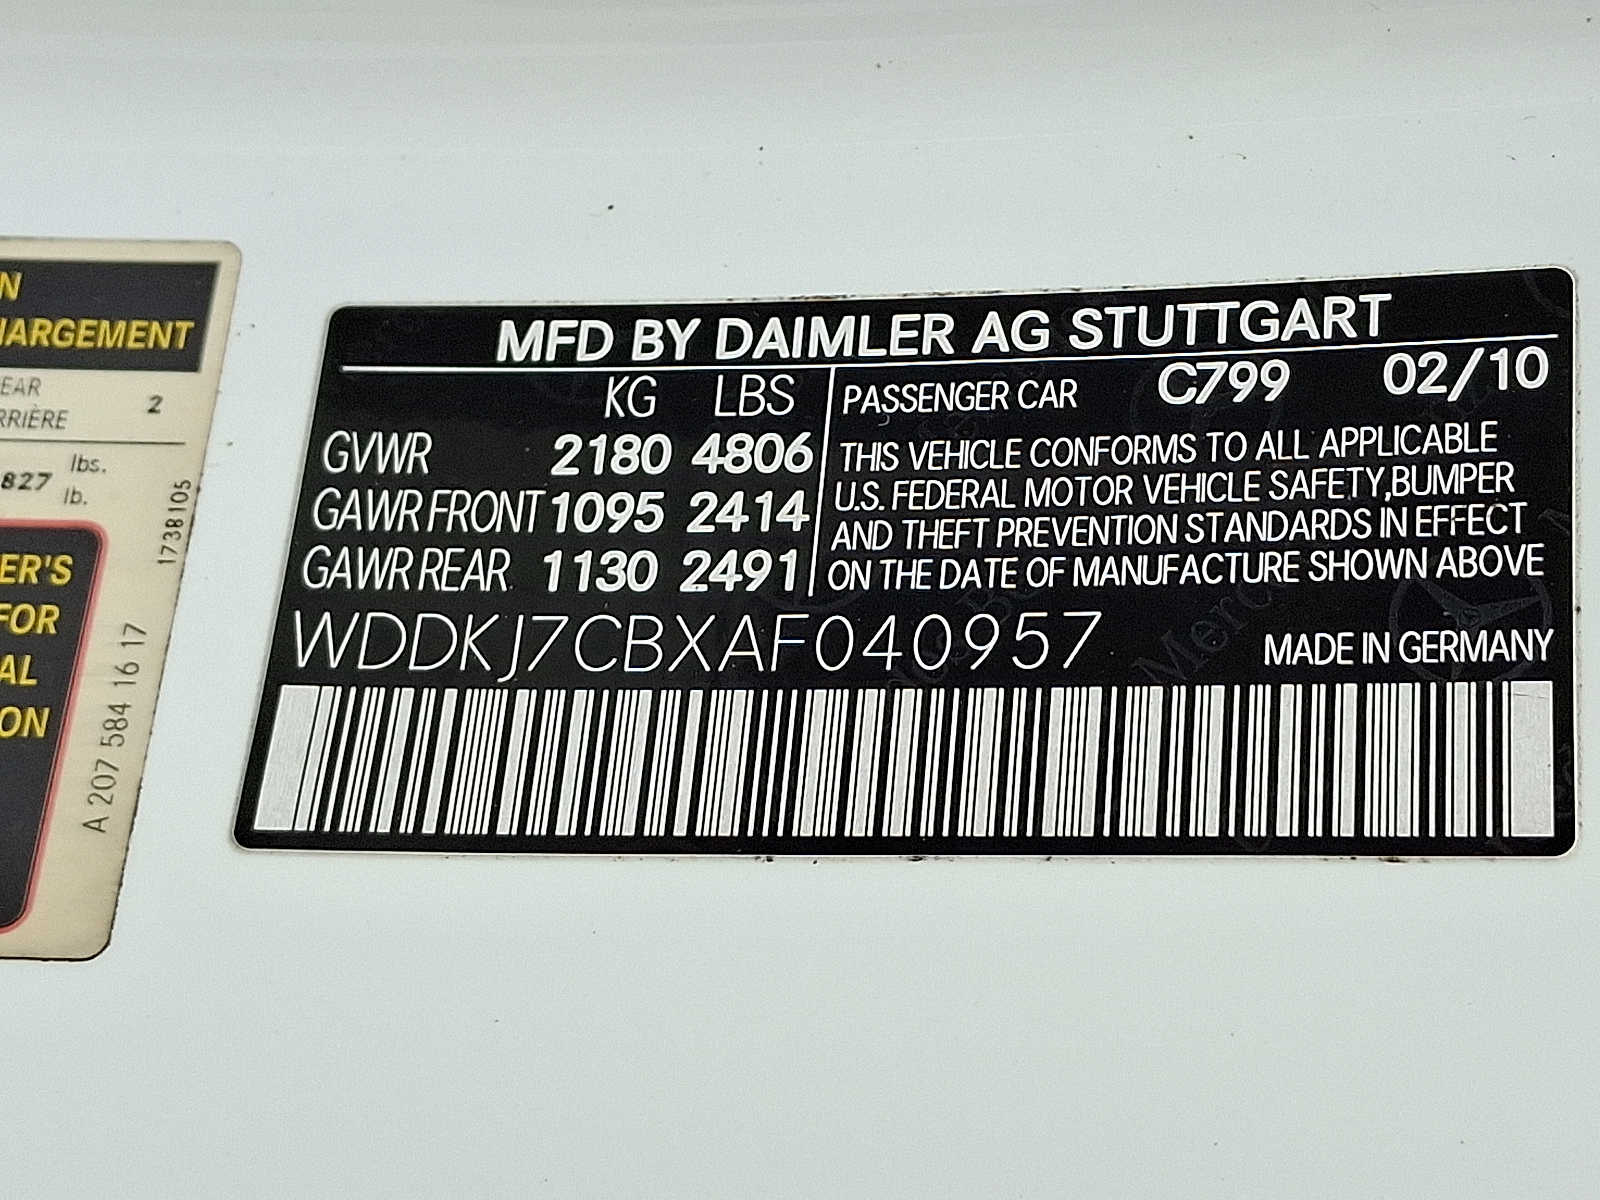 N
HARGEMENT
EAR
RRIÈRE
2
827 lbs.
lb.
ER'S
FOR
AL
ON
1738105
A 207 584 16 17
MFD BY DAIMLER AG STUTTGART
KG LBS
GVWR 2180 4806
GAWR FRONT 1095 2414
GAWR REAR 1130 2491
PASSENGER CAR C799 02/10
THIS VEHICLE CONFORMS TO ALL APPLICABLE
U.S. FEDERAL MOTOR VEHICLE SAFETY,BUMPER
AND THEFT PREVENTION STANDARDS IN EFFECT
ON THE DATE OF MANUFACTURE SHOWN ABOVE
WDDKJ7CBXAF040957
MADE IN GERMANY